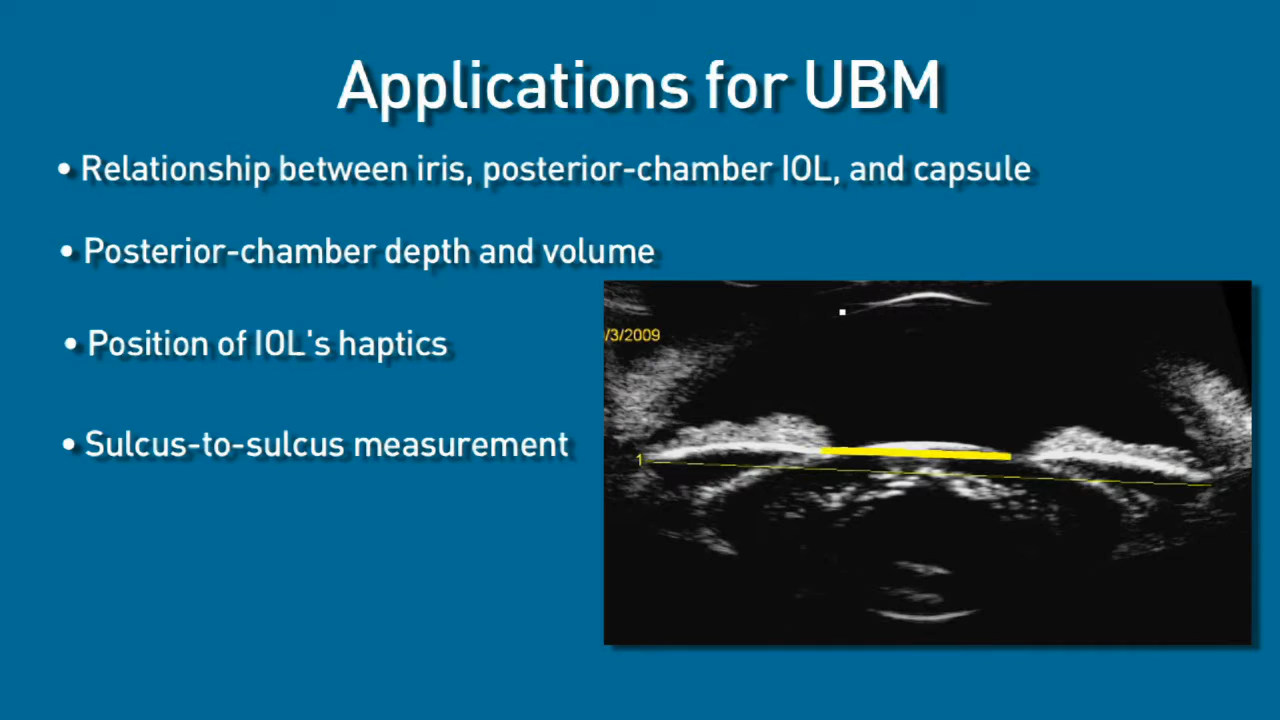 Applications for UBM
• Relationship between iris, posterior-chamber IOL, and capsule
• Posterior-chamber depth and volume
• Position of IOL's haptics
• Sulcus-to-sulcus measurement
/3/2009
1